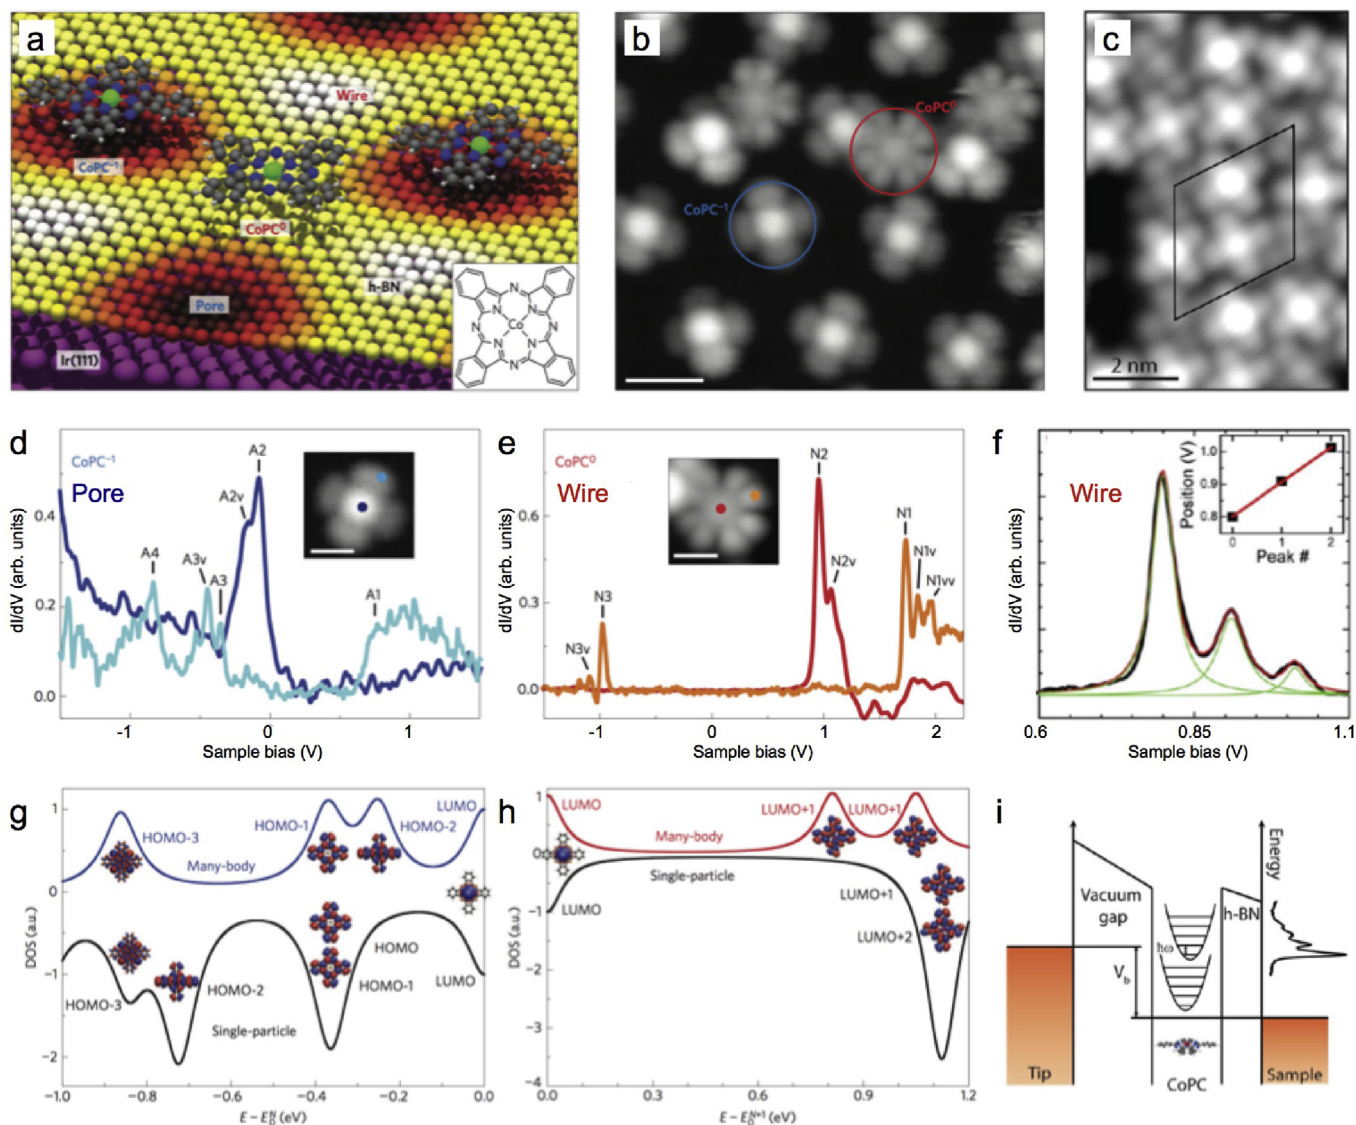 a
Wire
CoPC⁻¹
CoPC⁰
h-BN
Pore
Ir(111)
N
N
N
N
Co
N
N
N
N
b
CoPC⁰
CoPC⁻¹
c
2 nm
d
CoPC⁻¹
Pore
A2
A2v
A4
A3v
A3
A1
0.4
0.2
0.0
dI/dV (arb. units)
-1
0
1
Sample bias (V)
e
CoPC⁰
Wire
N2
N2v
N1
N1v
N1vv
N3
N3v
0.6
0.3
0.0
dI/dV (arb. units)
-1
0
1
2
Sample bias (V)
f
Wire
Position (V)
1.0
0.9
0.8
0
1
2
Peak #
dI/dV (arb. units)
0.6
0.85
1.1
Sample bias (V)
g
LUMO
HOMO-3
HOMO-1
HOMO-2
Many-body
HOMO
HOMO-3
HOMO-2
HOMO-1
LUMO
Single-particle
1
0
-1
-2
DOS (a.u.)
-1.0
-0.8
-0.6
-0.4
-0.2
0.0
E − E₀ᴺ (eV)
h
LUMO
LUMO+1
LUMO+1
Many-body
Single-particle
LUMO
LUMO+1
LUMO+2
1
0
-1
-2
-3
-4
DOS (a.u.)
0
0.3
0.6
0.9
1.2
E − E₀ᴺ⁺¹ (eV)
i
Energy
Vacuum
gap
h-BN
ħω
V_b
Tip
CoPC
Sample